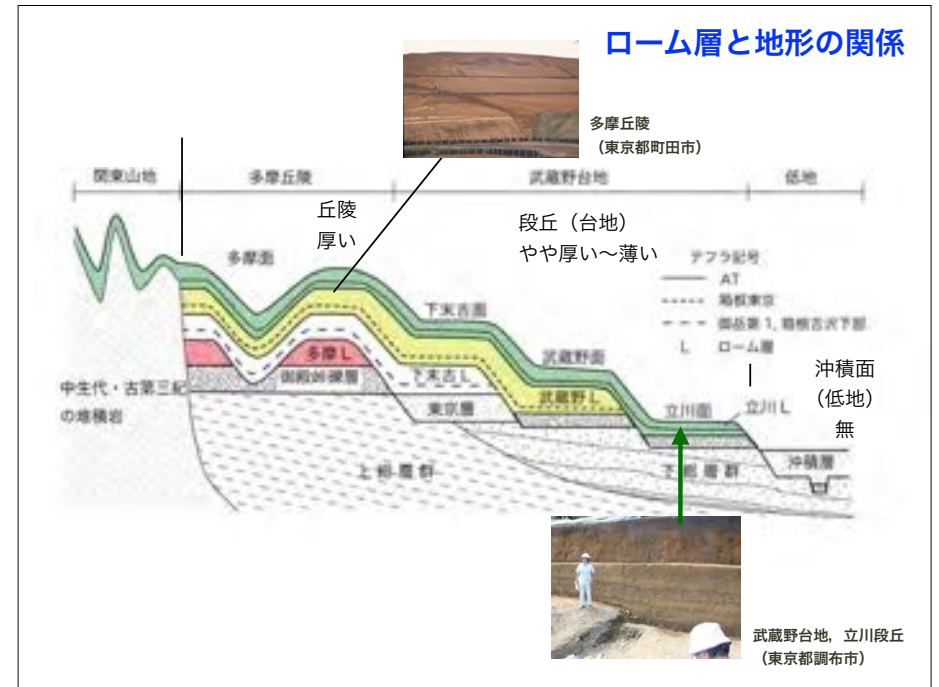 ローム層と地形の関係
多摩丘陵
（東京都町田市）
関東山地
多摩丘陵
武蔵野台地
低地
丘陵
厚い
段丘（台地）
やや厚い〜薄い
多摩面
下末吉面
武蔵野面
立川面
立川L
テフラ記号
AT
箱根東京
御岳第1, 箱根吉沢下部
L ローム層
沖積面
（低地）
無
多摩L
御殿峠礫層
下末吉L
武蔵野L
東京層
中生代・古第三紀
の堆積岩
上総層群
下総層群
沖積層
武蔵野台地，立川段丘
（東京都調布市）